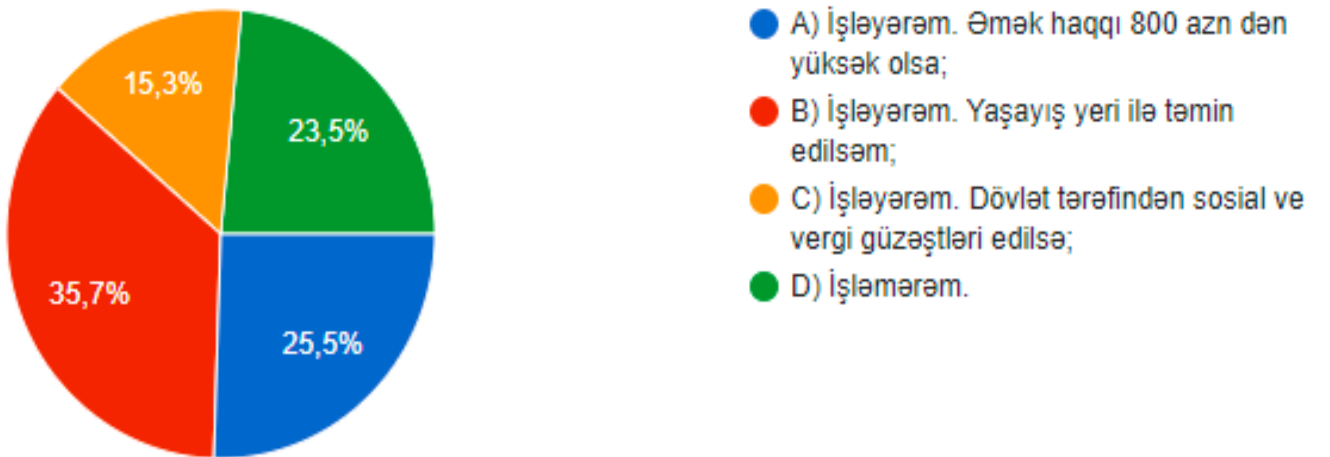 15,3%
23,5%
35,7%
25,5%
A) İşləyərəm. Əmək haqqı 800 azn dən
yüksək olsa;
B) İşləyərəm. Yaşayış yeri ilə təmin
edilsəm;
C) İşləyərəm. Dövlət tərəfindən sosial ve
vergi güzəştləri edilsə;
D) İşləmərəm.